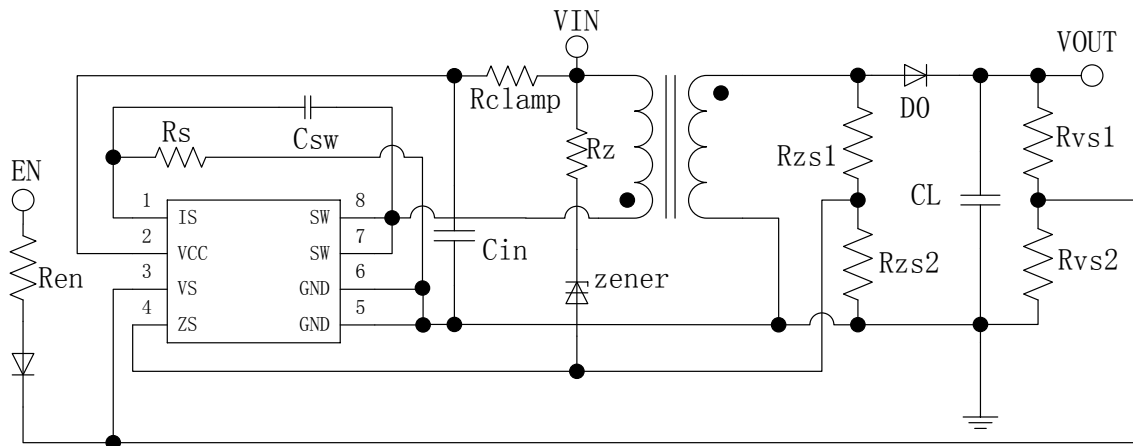 VIN
VOUT
Rclamp
D0
Csw
Rs
Rz
Rzs1
Rvs1
EN
1 IS SW 8
2 VCC SW 7
3 VS GND 6
4 ZS GND 5
CL
Cin
Ren
zener
Rzs2
Rvs2